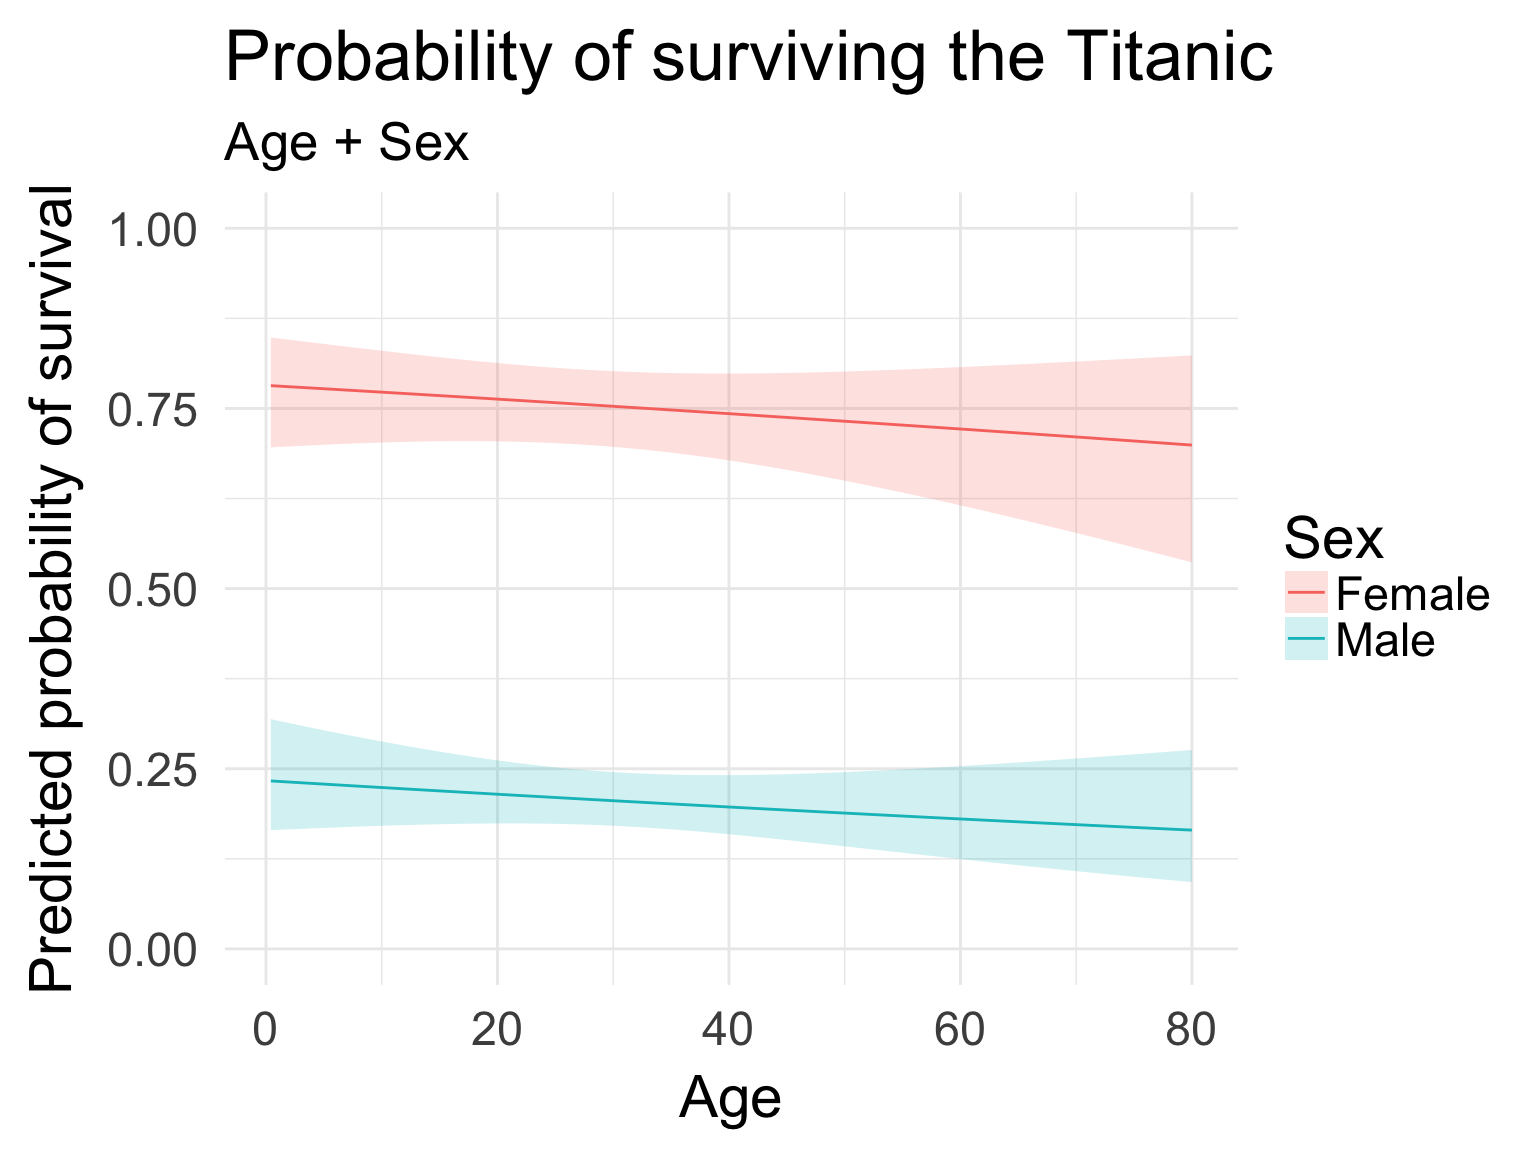 Probability of surviving the Titanic
Age + Sex
Predicted probability of survival
1.00
0.75
0.50
0.25
0.00
0 20 40 60 80
Age
Sex
Female
Male